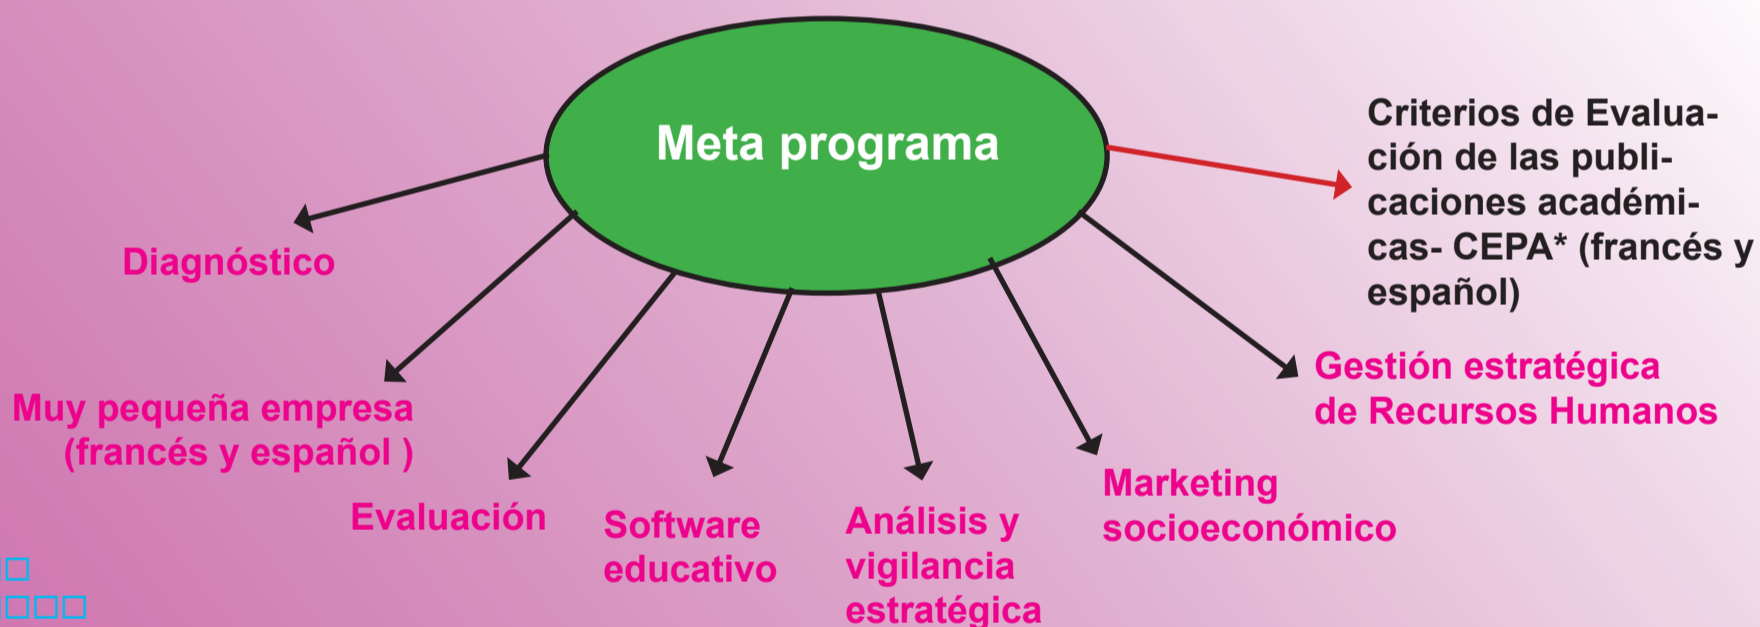 Meta programa
Criterios de Evalua-
ción de las publi-
caciones académi-
cas- CEPA* (francés y
español)
Diagnóstico
Gestión estratégica
de Recursos Humanos
Muy pequeña empresa
(francés y español )
Marketing
socioeconómico
Evaluación
Software
educativo
Análisis y
vigilancia
estratégica